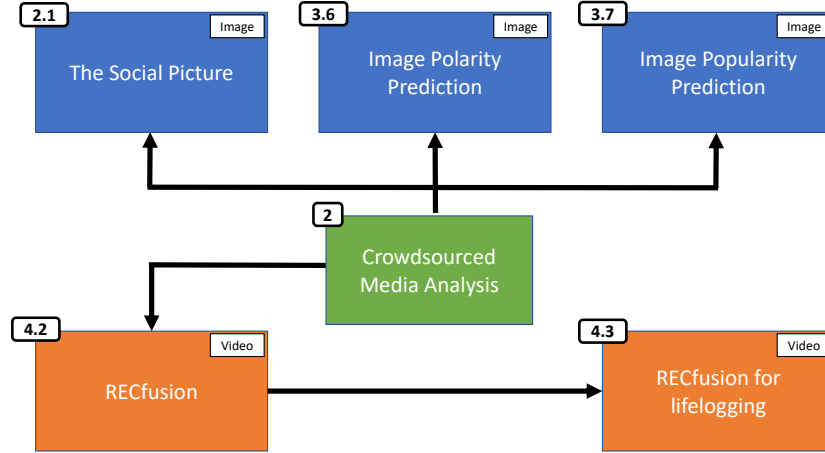 2.1
Image
The Social Picture
3.6
Image
Image Polarity
Prediction
3.7
Image
Image Popularity
Prediction
2
Crowdsourced
Media Analysis
4.2
Video
RECfusion
4.3
Video
RECfusion for
lifelogging